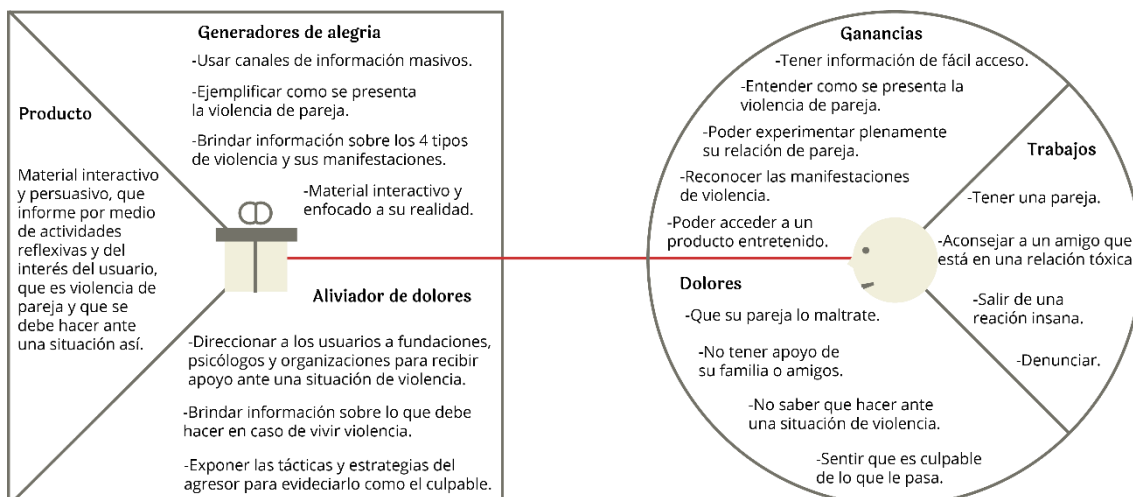 Producto
Material interactivo
y persuasivo, que
informe por medio
de actividades
reflexivas y del
interés del usuario,
que es violencia de
pareja y que se
debe hacer ante
una situación así.
Generadores de alegria
-Usar canales de información masivos.
-Ejemplificar como se presenta
la violencia de pareja.
-Brindar información sobre los 4 tipos
de violencia y sus manifestaciones.
-Material interactivo y
enfocado a su realidad.
Aliviador de dolores
-Direccionar a los usuarios a fundaciones,
psicólogos y organizaciones para recibir
apoyo ante una situación de violencia.
-Brindar información sobre lo que debe
hacer en caso de vivir violencia.
-Exponer las tácticas y estrategias del
agresor para evideciarlo como el culpable.
Ganancias
-Tener información de fácil acceso.
-Entender como se presenta la
violencia de pareja.
-Poder experimentar plenamente
su relación de pareja.
-Reconocer las manifestaciones
de violencia.
-Poder acceder a un
producto entretenido.
Dolores
-Que su pareja lo maltrate.
-No tener apoyo de
su familia o amigos.
-No saber que hacer ante
una situación de violencia.
-Sentir que es culpable
de lo que le pasa.
Trabajos
-Tener una pareja.
-Aconsejar a un amigo que
está en una relación tóxica
-Salir de una
reación insana.
-Denunciar.